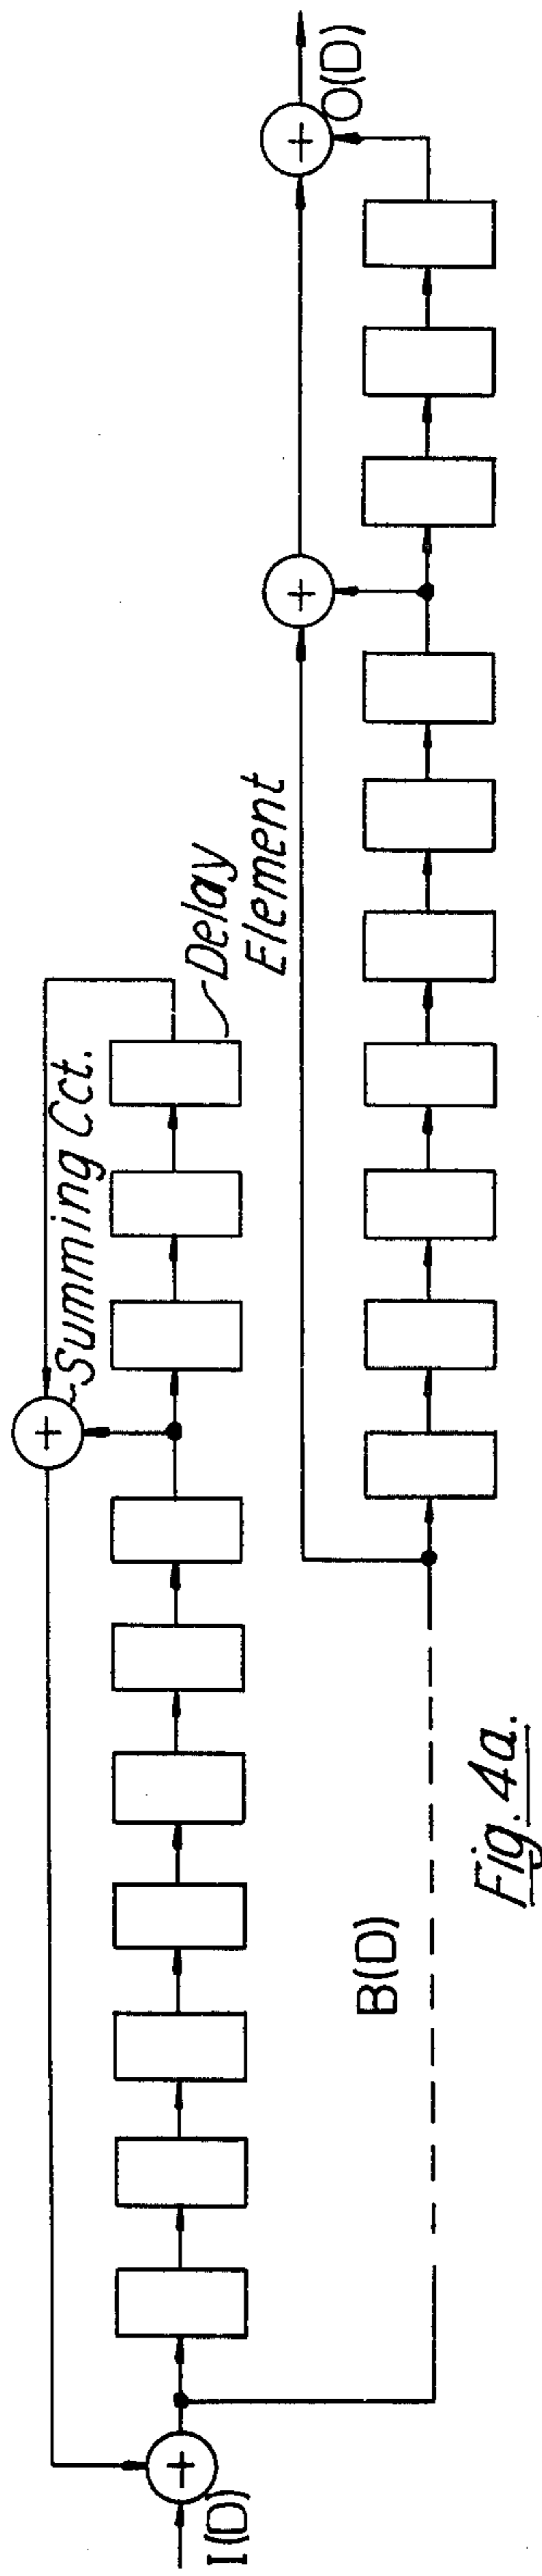 I(D)
Summing Cct.
Delay
Element
B(D)
O(D)
Fig. 4a.